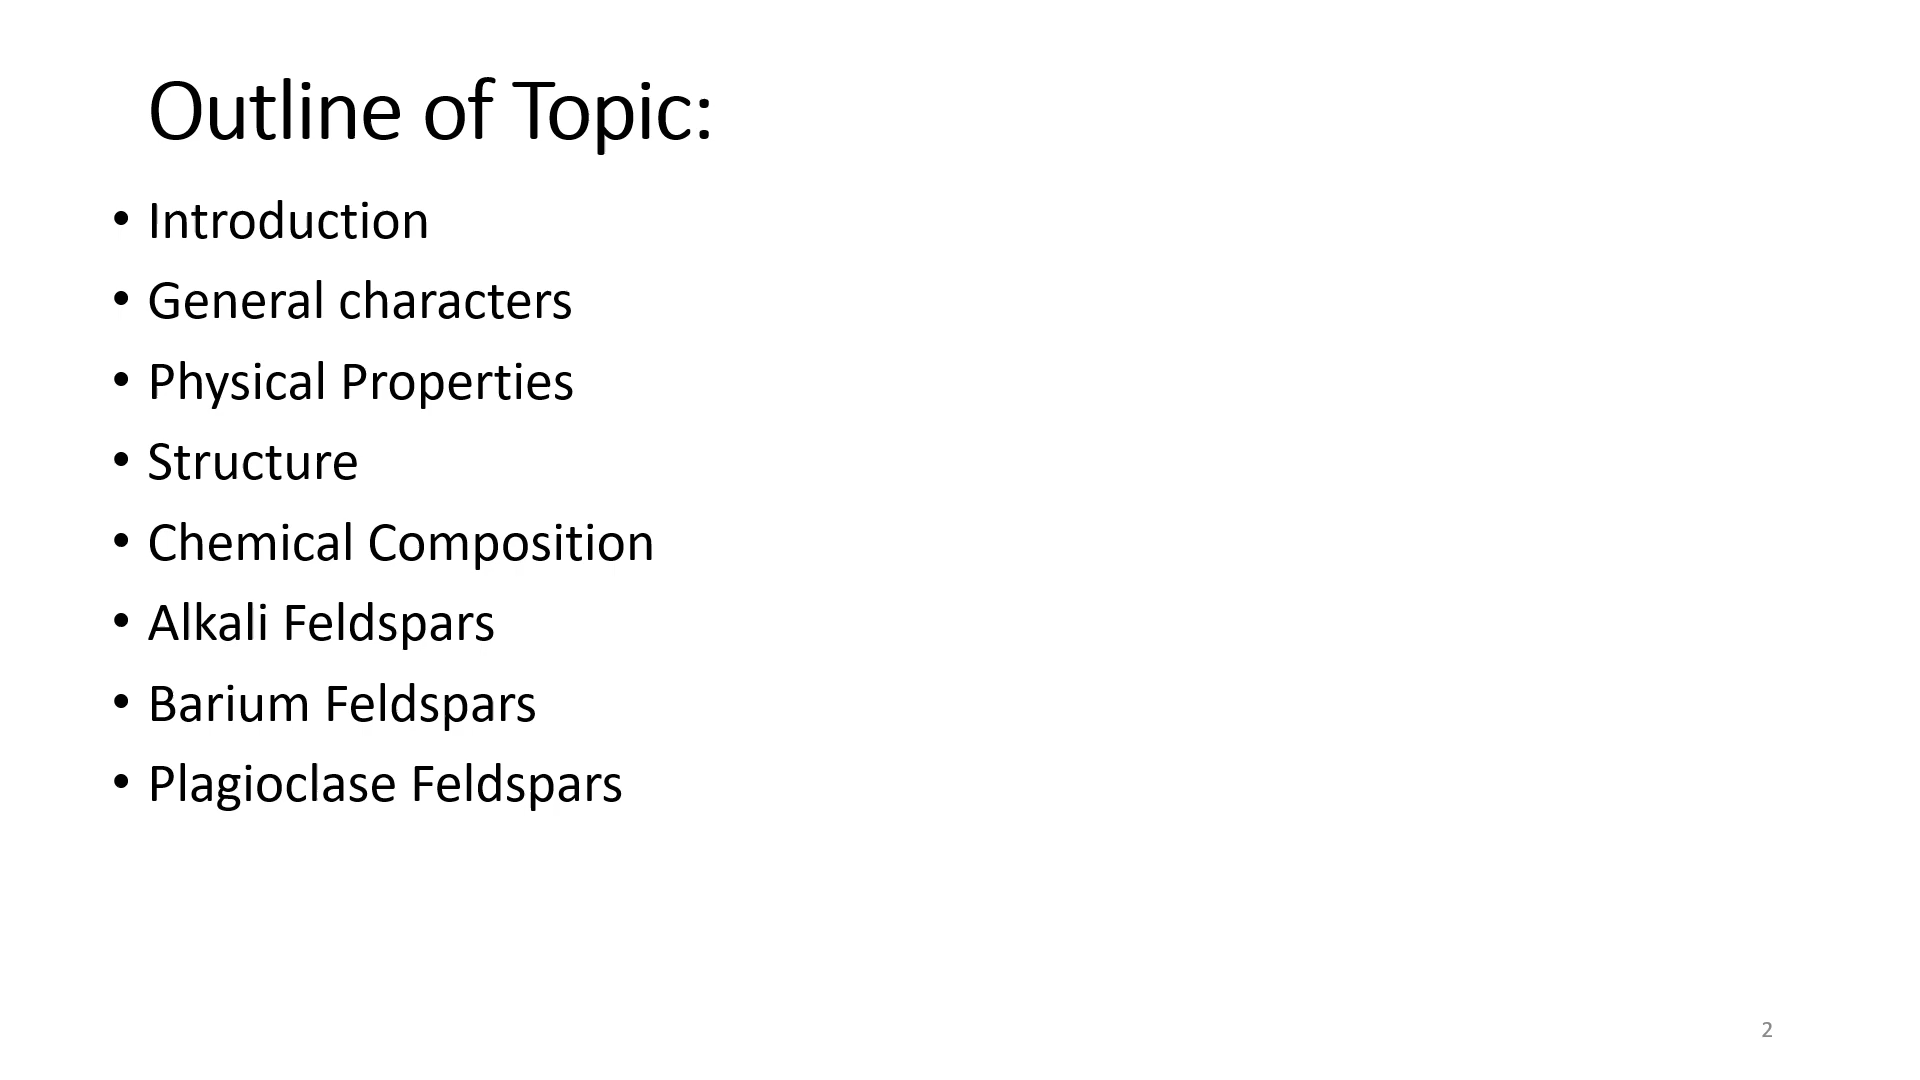 Outline of Topic:
• Introduction
• General characters
• Physical Properties
• Structure
• Chemical Composition
• Alkali Feldspars
• Barium Feldspars
• Plagioclase Feldspars
2